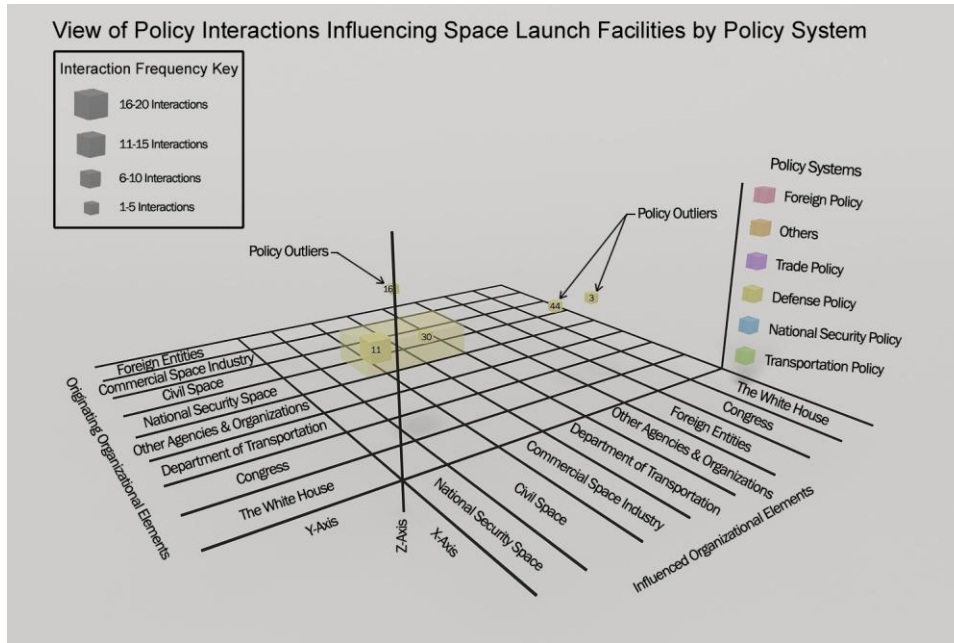 View of Policy Interactions Influencing Space Launch Facilities by Policy System
Interaction Frequency Key
16-20 Interactions
11-15 Interactions
6-10 Interactions
1-5 Interactions
Policy Systems
Foreign Policy
Others
Trade Policy
Defense Policy
National Security Policy
Transportation Policy
Policy Outliers
Policy Outliers
16
44
3
11
30
Foreign Entities
Commercial Space Industry
Civil Space
National Security Space
Other Agencies & Organizations
Department of Transportation
Congress
The White House
Originating Organizational Elements
Y-Axis
Z-Axis
X-Axis
The White House
Congress
Foreign Entities
Other Agencies & Organizations
Department of Transportation
Commercial Space Industry
Civil Space
National Security Space
Influenced Organizational Elements